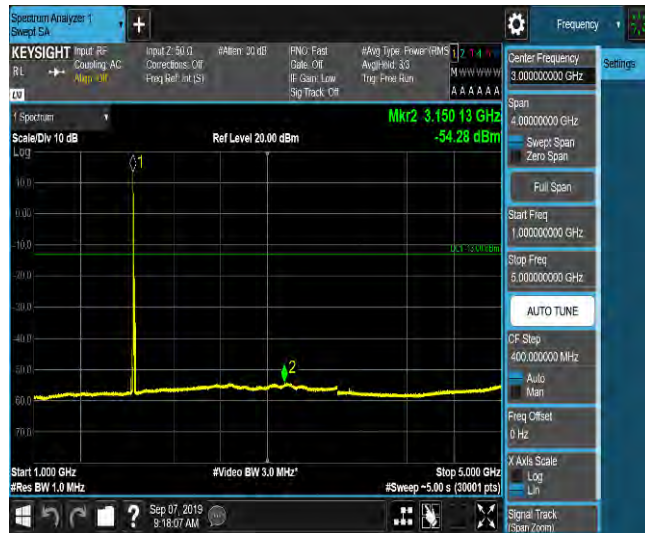 Spectrum Analyzer 1
Swept SA
+
Frequency
KEYSIGHT
Input: RF
Coupling: AC
Align: Off
Input Z: 50 Ω
Corrections: Off
Freq Ref: Int (S)
#Atten: 30 dB
PNO: Fast
Gate: Off
IF Gain: Low
Sig Track: Off
#Avg Type: Power (RMS
Avg|Hold: 3/3
Trig: Free Run
M W W W W W
A A A A A A
RL
LV
Center Frequency
3.000000000 GHz
Settings
1 Spectrum
Mkr2 3.150 13 GHz
Scale/Div 10 dB
Ref Level 20.00 dBm
-54.28 dBm
Log
Span
4.00000000 GHz
Swept Span
Zero Span
Full Span
Start Freq
1.000000000 GHz
Stop Freq
5.000000000 GHz
AUTO TUNE
CF Step
400.000000 MHz
Auto
Man
Freq Offset
0 Hz
X Axis Scale
Log
Lin
Signal Track
(Span Zoom)
1
10.0
0.00
-10.0
DL1 -13.00 dBm
-20.0
-30.0
-40.0
-50.0
2
-60.0
-70.0
Start 1.000 GHz
#Video BW 3.0 MHz*
Stop 5.000 GHz
#Res BW 1.0 MHz
#Sweep ~5.00 s (30001 pts)
?
Sep 07, 2019
9:18:07 AM